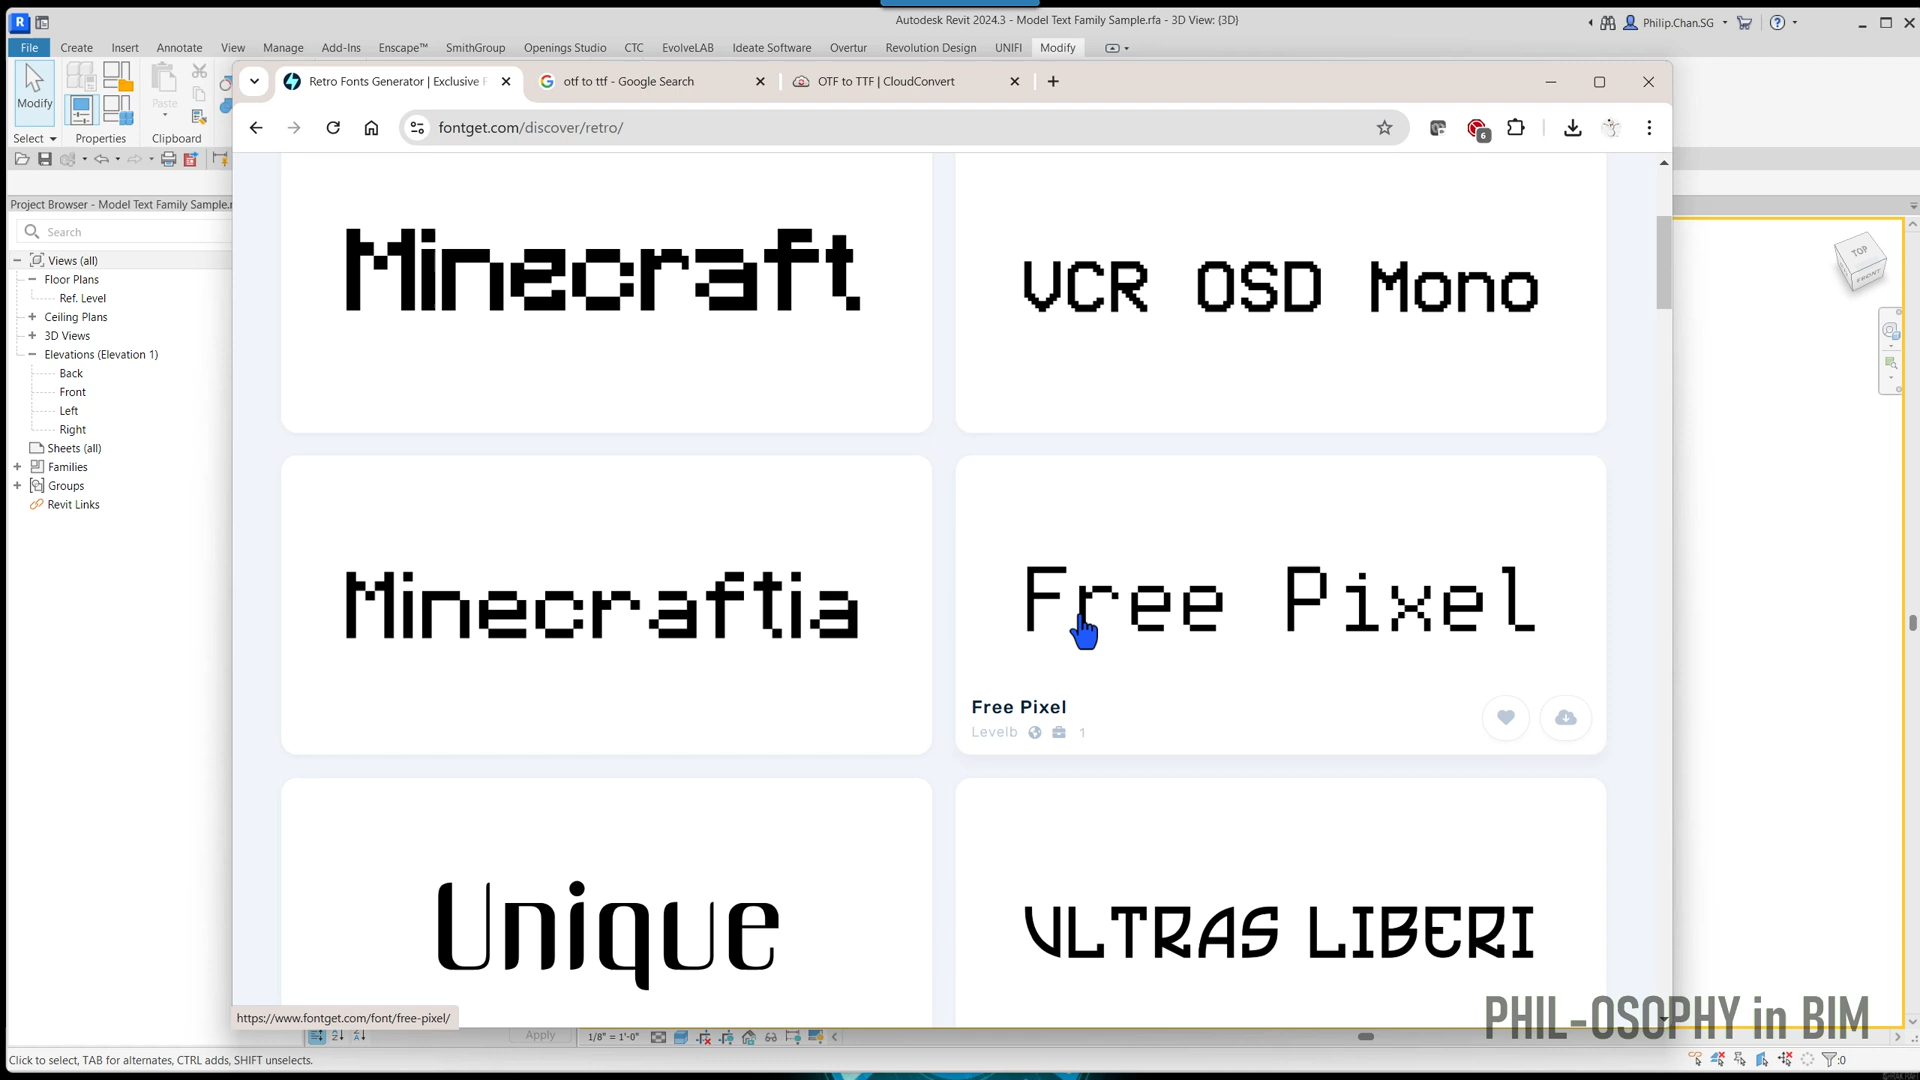 Autodesk Revit 2024.3 - Model Text Family Sample.rfa - 3D View: {3D}
Philip.Chan.SG
File Create Insert Annotate View Manage Add-Ins Enscape™ SmithGroup Openings Studio CTC EvolveLAB Ideate Software Overtur Revolution Design UNIFI Modify
Retro Fonts Generator | Exclusive F
otf to ttf - Google Search
OTF to TTF | CloudConvert
Modify
Paste
fontget.com/discover/retro/
6
Select
Properties
Clipboard
Project Browser - Model Text Family Sample.r
Search
Views (all)
Floor Plans
Ref. Level
Ceiling Plans
3D Views
Elevations (Elevation 1)
Back
Front
Left
Right
Sheets (all)
Families
Groups
Revit Links
TOP
FRONT
Minecraft
VCR OSD Mono
Minecraftia
Free Pixel
Free Pixel
Levelb 1
Unique
ULTRAS LIBERI
https://www.fontget.com/font/free-pixel/
PHIL-OSOPHY in BIM
Apply
1/8" = 1'-0"
Click to select, TAB for alternates, CTRL adds, SHIFT unselects.
:0